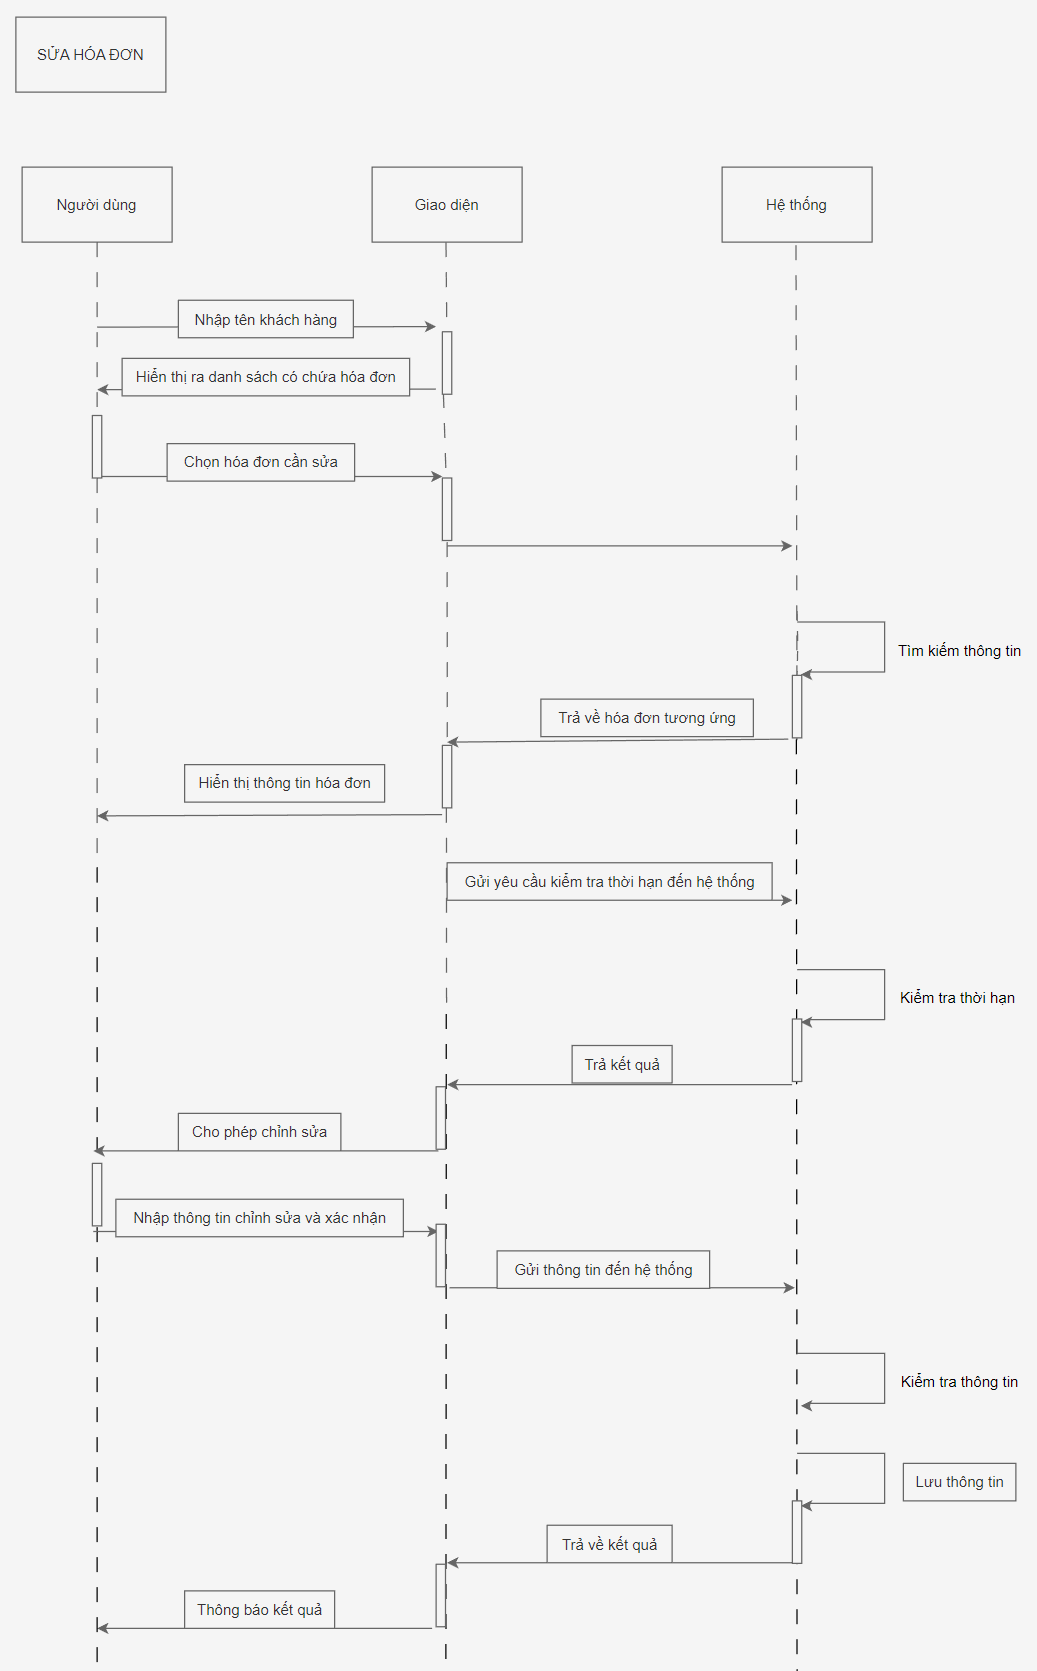 SỬA HÓA ĐƠN
Người dùng
Giao diện
Hệ thống
Nhập tên khách hàng
Hiển thị ra danh sách có chứa hóa đơn
Chọn hóa đơn cần sửa
Tìm kiếm thông tin
Trả về hóa đơn tương ứng
Hiển thị thông tin hóa đơn
Gửi yêu cầu kiểm tra thời hạn đến hệ thống
Kiểm tra thời hạn
Trả kết quả
Cho phép chỉnh sửa
Nhập thông tin chỉnh sửa và xác nhận
Gửi thông tin đến hệ thống
Kiểm tra thông tin
Lưu thông tin
Trả về kết quả
Thông báo kết quả